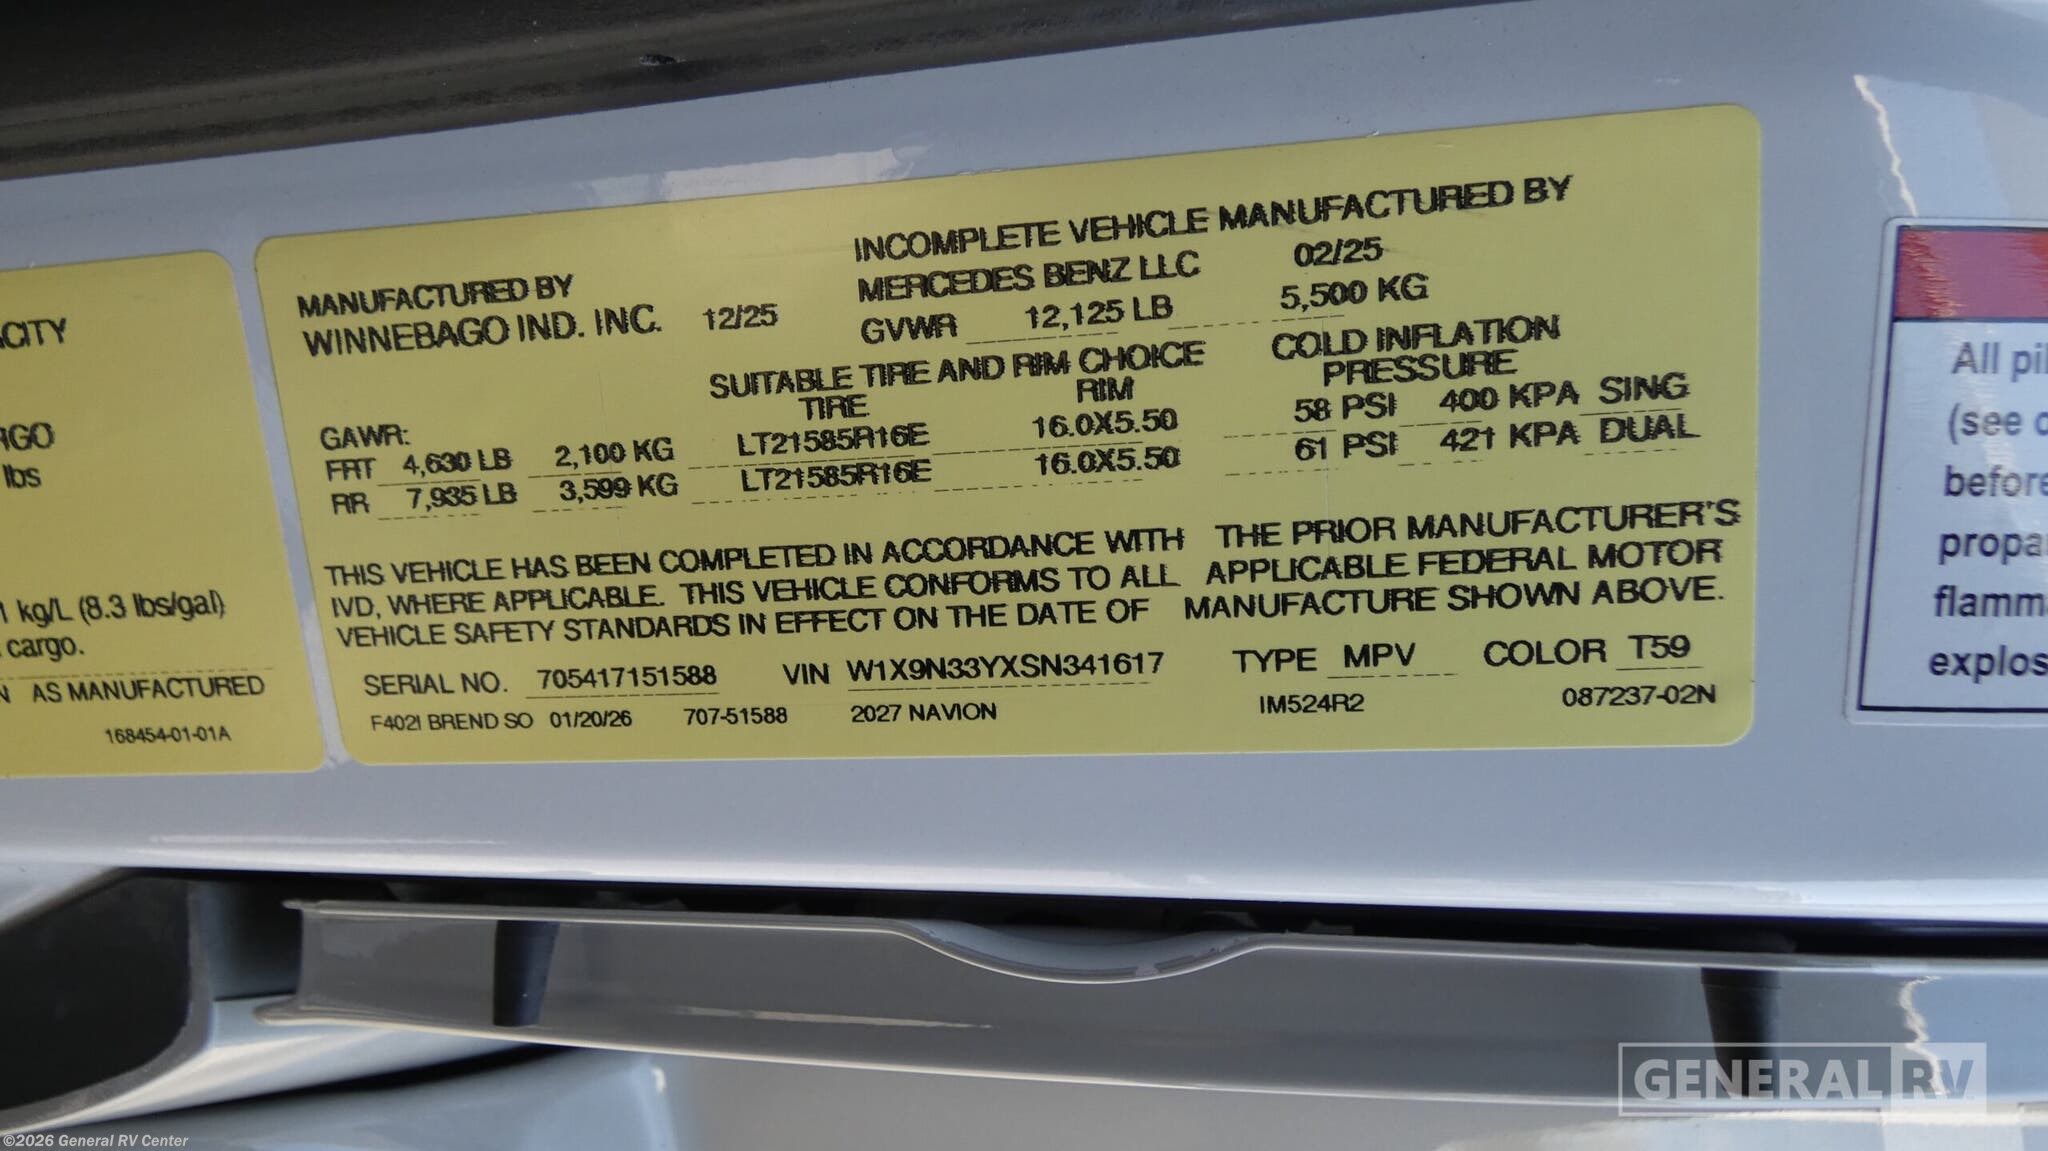 ACITY
RGO
lbs
1 kg/L (8.3 lbs/gal)
cargo.
N AS MANUFACTURED
168454-01-01A
MANUFACTURED BY
WINNEBAGO IND. INC. 12/25
INCOMPLETE VEHICLE MANUFACTURED BY
MERCEDES BENZ LLC 02/25
GVWR 12,125 LB 5,500 KG
SUITABLE TIRE AND RIM CHOICE
TIRE RIM
COLD INFLATION
PRESSURE
GAWR:
FRT 4,630 LB 2,100 KG LT21585R16E 16.0X5.50 58 PSI 400 KPA SING
RR 7,935 LB 3,599 KG LT21585R16E 16.0X5.50 61 PSI 421 KPA DUAL
THIS VEHICLE HAS BEEN COMPLETED IN ACCORDANCE WITH THE PRIOR MANUFACTURER'S
IVD, WHERE APPLICABLE. THIS VEHICLE CONFORMS TO ALL APPLICABLE FEDERAL MOTOR
VEHICLE SAFETY STANDARDS IN EFFECT ON THE DATE OF MANUFACTURE SHOWN ABOVE.
SERIAL NO. 705417151588 VIN W1X9N33YXSN341617 TYPE MPV COLOR T59
F402I BREND SO 01/20/26 707-51588 2027 NAVION IM524R2 087237-02N
All pil
(see o
before
propa
flamma
explos
GENERAL RV
©2026 General RV Center